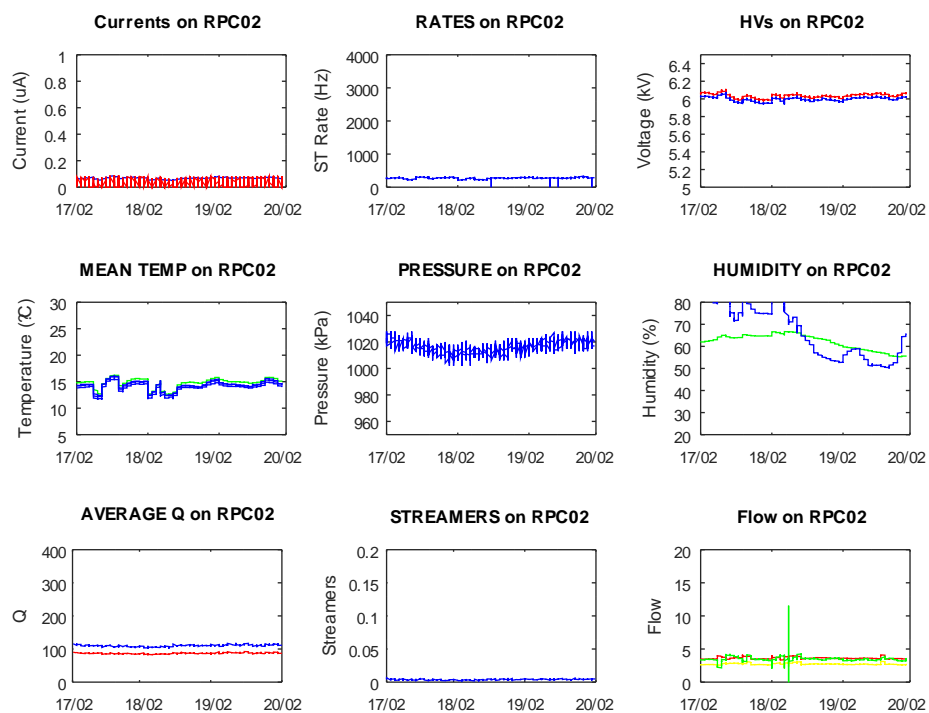 Currents on RPC02
Current (uA)
1
0.8
0.6
0.4
0.2
0
17/02 18/02 19/02 20/02
RATES on RPC02
ST Rate (Hz)
4000
3000
2000
1000
0
17/02 18/02 19/02 20/02
HVs on RPC02
Voltage (kV)
6.4
6.2
6
5.8
5.6
5.4
5.2
5
17/02 18/02 19/02 20/02
MEAN TEMP on RPC02
Temperature (?C)
30
25
20
15
10
5
17/02 18/02 19/02 20/02
PRESSURE on RPC02
Pressure (kPa)
1040
1020
1000
980
960
17/02 18/02 19/02 20/02
HUMIDITY on RPC02
Humidity (%)
80
70
60
50
40
30
20
17/02 18/02 19/02 20/02
AVERAGE Q on RPC02
Q
400
300
200
100
0
17/02 18/02 19/02 20/02
STREAMERS on RPC02
Streamers
0.2
0.15
0.1
0.05
0
17/02 18/02 19/02 20/02
Flow on RPC02
Flow
20
15
10
5
0
17/02 18/02 19/02 20/02